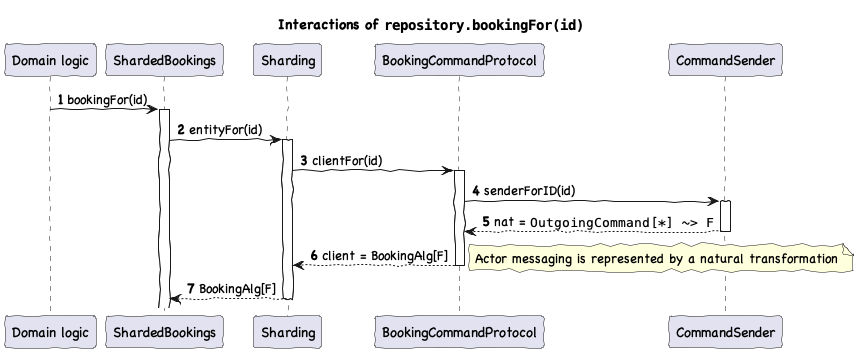 Interactions of repository.bookingFor(id)
Domain logic
ShardedBookings
Sharding
BookingCommandProtocol
CommandSender
1 bookingFor(id)
2 entityFor(id)
3 clientFor(id)
4 senderForID(id)
5 nat = OutgoingCommand[*] ~> F
Actor messaging is represented by a natural transformation
6 client = BookingAlg[F]
7 BookingAlg[F]
Domain logic
ShardedBookings
Sharding
BookingCommandProtocol
CommandSender